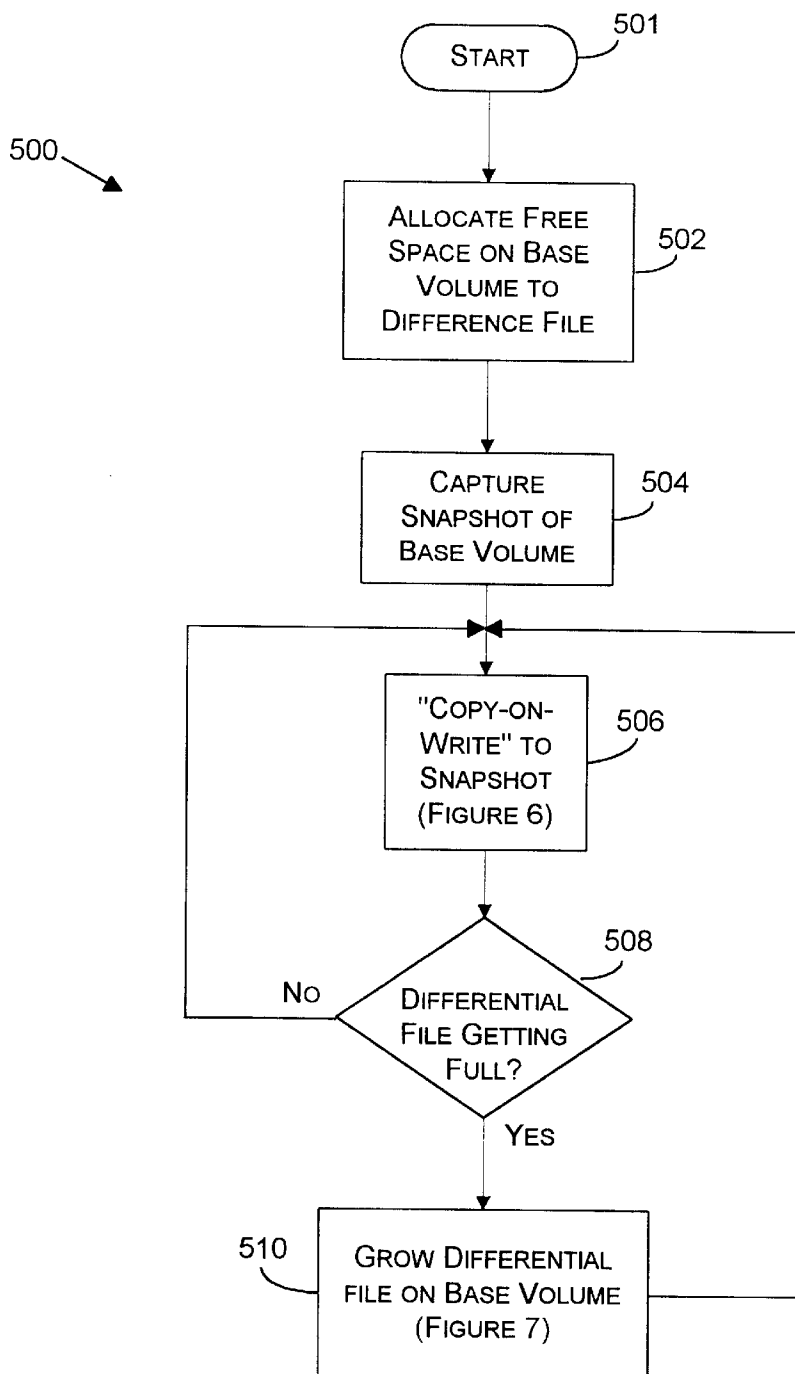 501
START
500
ALLOCATE FREE
SPACE ON BASE
VOLUME TO
DIFFERENCE FILE
502
CAPTURE
SNAPSHOT OF
BASE VOLUME
504
"COPY-ON-
WRITE" TO
SNAPSHOT
(FIGURE 6)
506
508
NO
DIFFERENTIAL
FILE GETTING
FULL?
YES
510
GROW DIFFERENTIAL
FILE ON BASE VOLUME
(FIGURE 7)